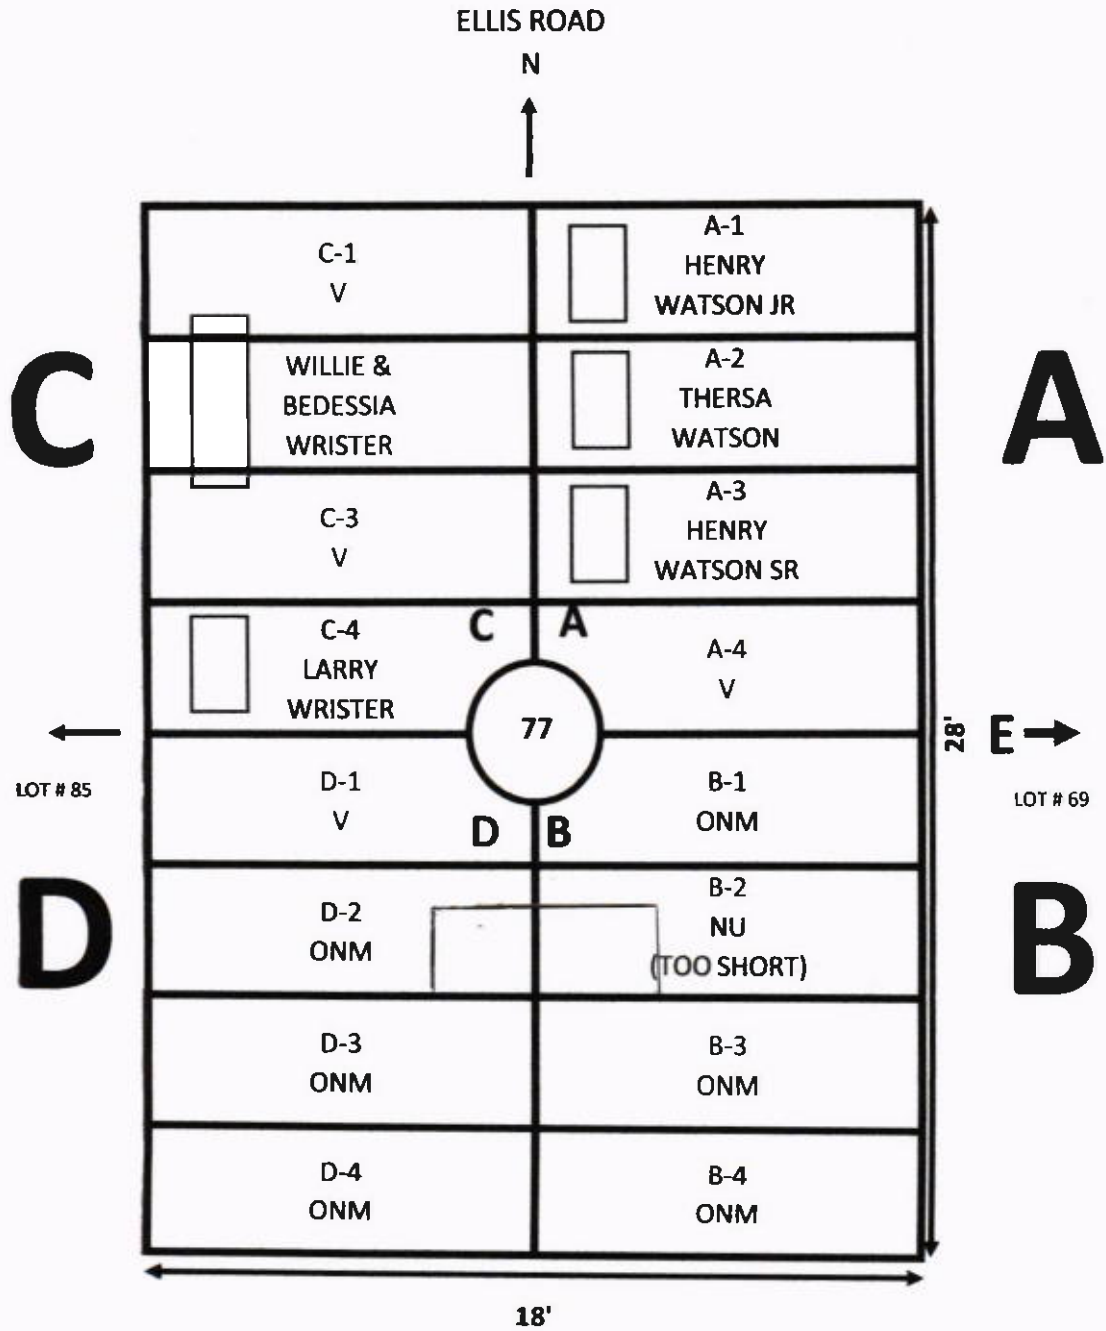 ELLIS ROAD
N
C-1
V
A-1
HENRY
WATSON JR
C
WILLIE &
BEDESSIA
WRISTER
A-2
THERSA
WATSON
A
C-3
V
A-3
HENRY
WATSON SR
C-4
LARRY
WRISTER
C
A
A-4
V
77
28'
E
LOT # 85
LOT # 69
D-1
V
B-1
ONM
D
B
D
D-2
ONM
B-2
NU
(TOO SHORT)
B
D-3
ONM
B-3
ONM
D-4
ONM
B-4
ONM
18'